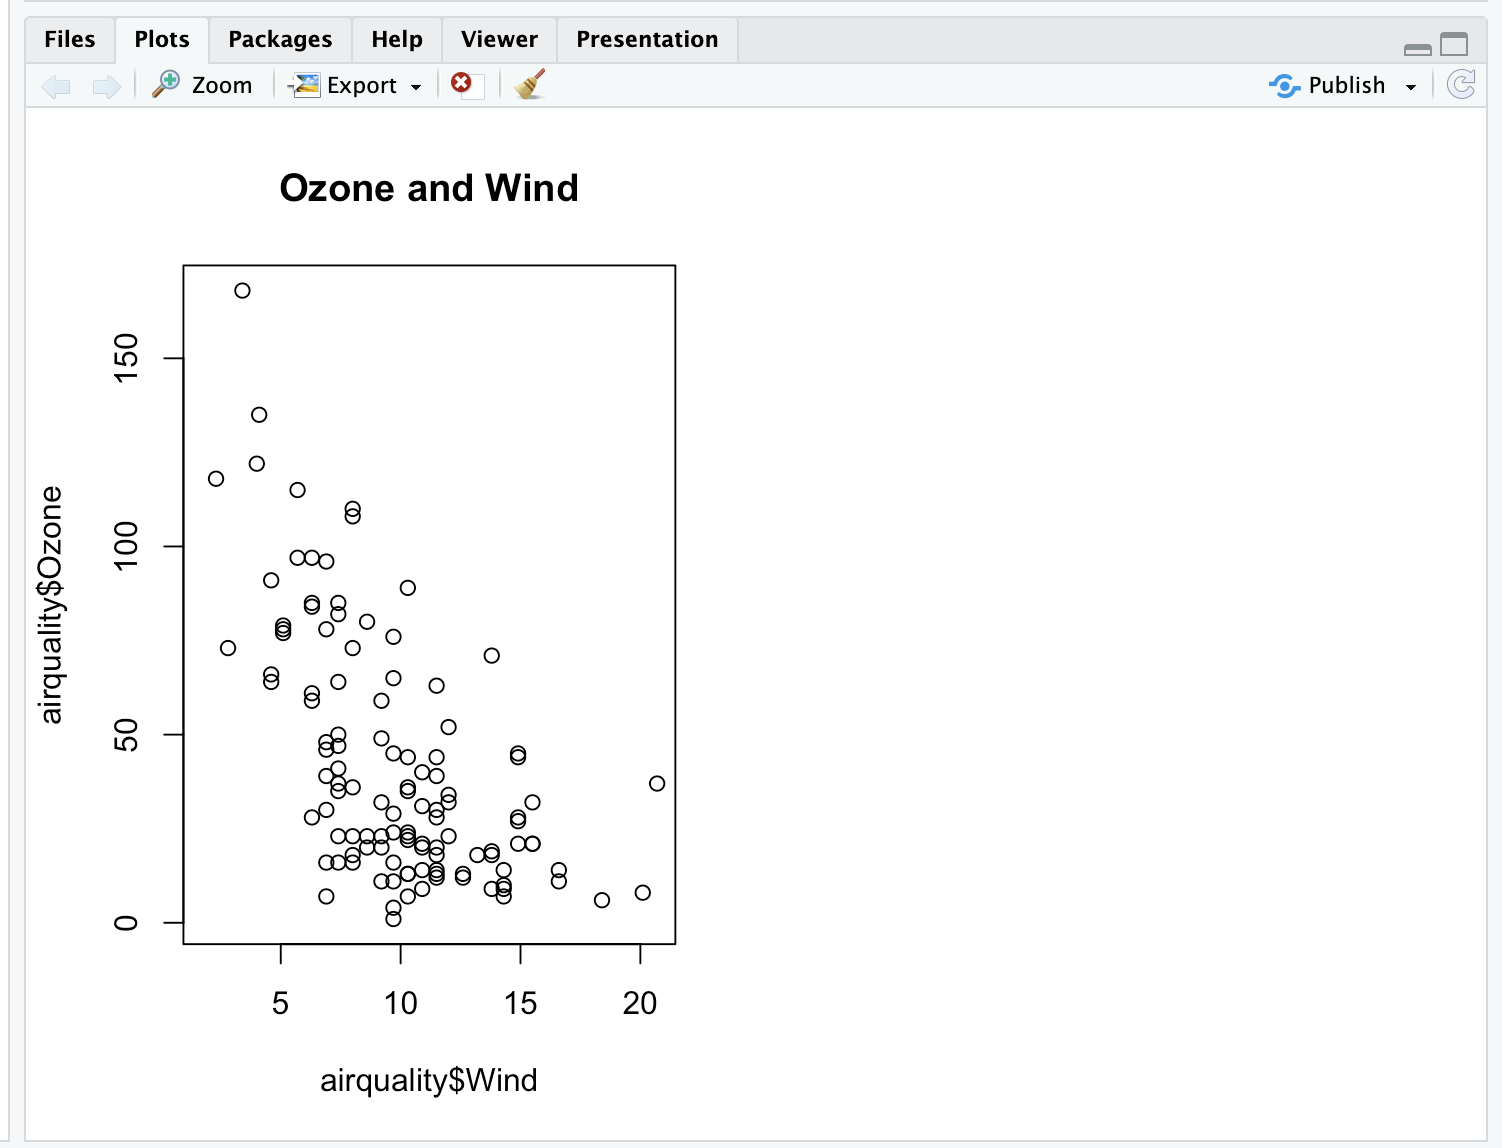 Files Plots Packages Help Viewer Presentation
Zoom Export Publish
Ozone and Wind
airquality$Ozone
150
100
50
0
5 10 15 20
airquality$Wind